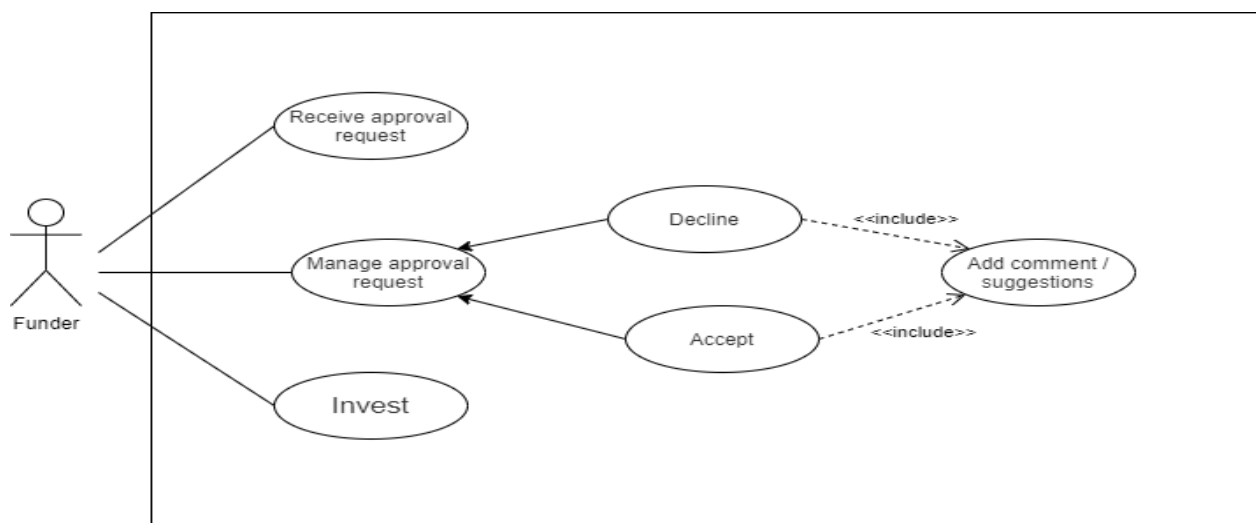 Receive approval
request
Decline
<<include>>
Manage approval
request
Add comment /
suggestions
Funder
Accept
<<include>>
Invest